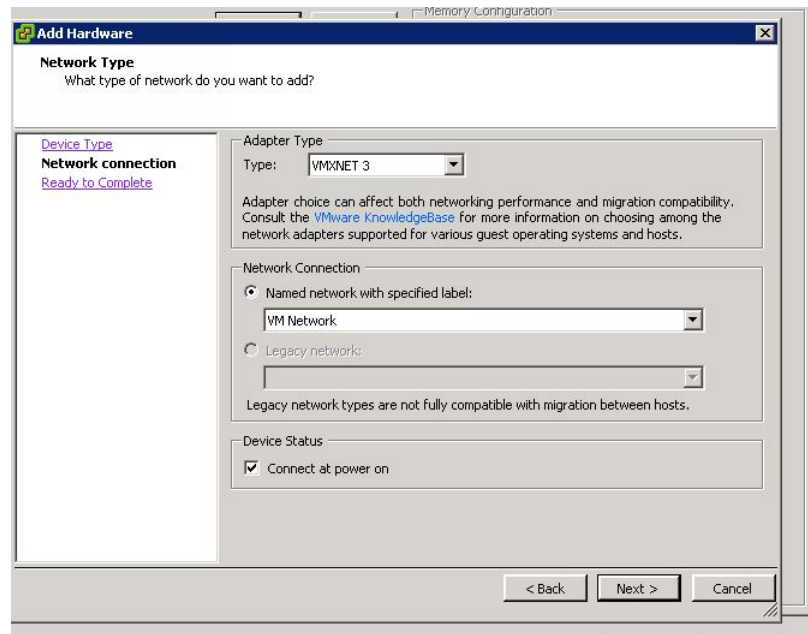 Memory Configuration
Add Hardware
Network Type
What type of network do you want to add?
Device Type
Network connection
Ready to Complete
Adapter Type
Type: VMXNET 3
Adapter choice can affect both networking performance and migration compatibility.
Consult the VMware KnowledgeBase for more information on choosing among the
network adapters supported for various guest operating systems and hosts.
Network Connection
Named network with specified label:
VM Network
Legacy network:
Legacy network types are not fully compatible with migration between hosts.
Device Status
Connect at power on
< Back Next > Cancel